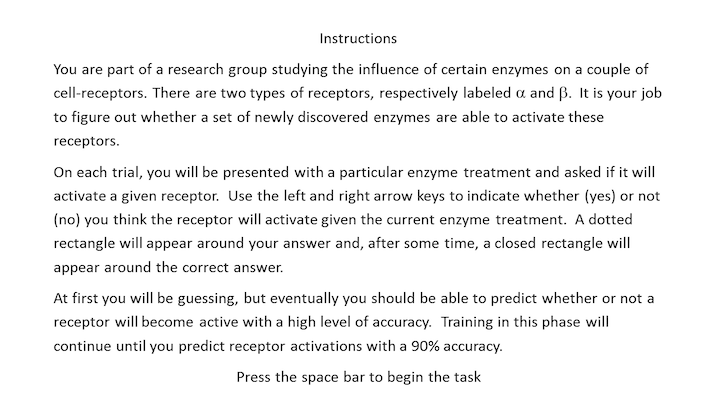 Instructions
You are part of a research group studying the influence of certain enzymes on a couple of
cell-receptors. There are two types of receptors, respectively labeled α and β. It is your job
to figure out whether a set of newly discovered enzymes are able to activate these
receptors.
On each trial, you will be presented with a particular enzyme treatment and asked if it will
activate a given receptor. Use the left and right arrow keys to indicate whether (yes) or not
(no) you think the receptor will activate given the current enzyme treatment. A dotted
rectangle will appear around your answer and, after some time, a closed rectangle will
appear around the correct answer.
At first you will be guessing, but eventually you should be able to predict whether or not a
receptor will become active with a high level of accuracy. Training in this phase will
continue until you predict receptor activations with a 90% accuracy.
Press the space bar to begin the task